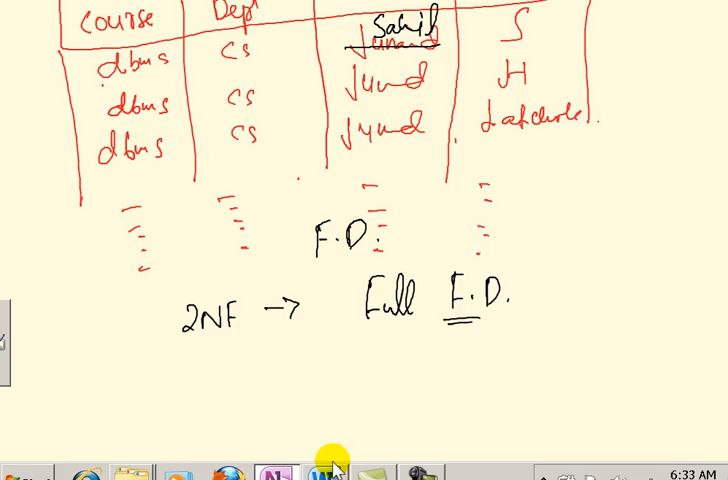 Course Dept
Sahil
dbms cs Junaid S
dbms cs Junaid H
dbms cs Junaid
F.D.
2NF → Full F.D.
6:33 AM